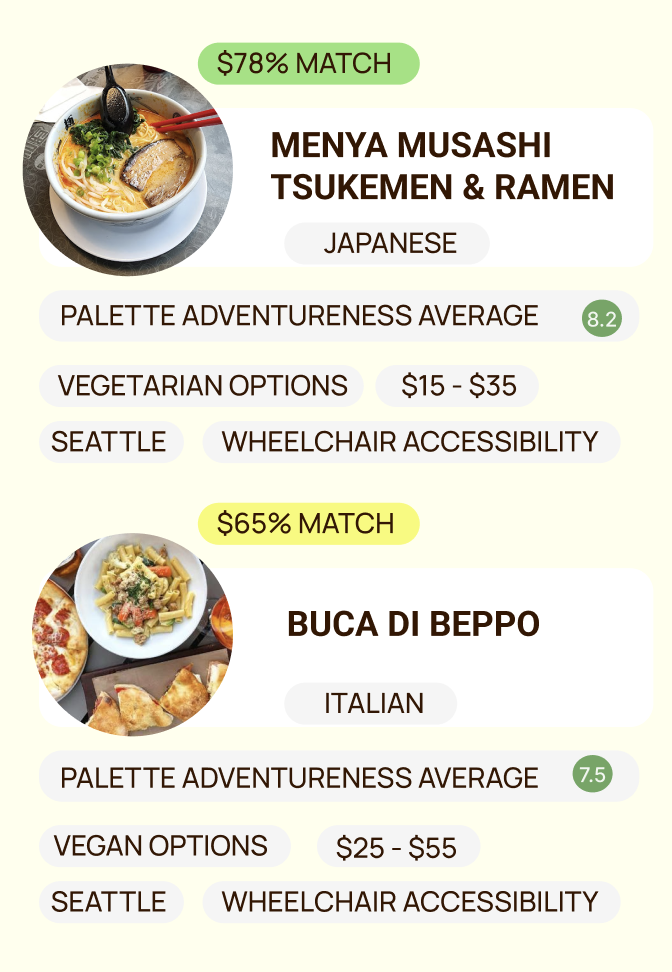 $78% MATCH
MENYA MUSASHI
TSUKEMEN & RAMEN
JAPANESE
PALETTE ADVENTURENESS AVERAGE 8.2
VEGETARIAN OPTIONS $15 - $35
SEATTLE WHEELCHAIR ACCESSIBILITY
$65% MATCH
BUCA DI BEPPO
ITALIAN
PALETTE ADVENTURENESS AVERAGE 7.5
VEGAN OPTIONS $25 - $55
SEATTLE WHEELCHAIR ACCESSIBILITY